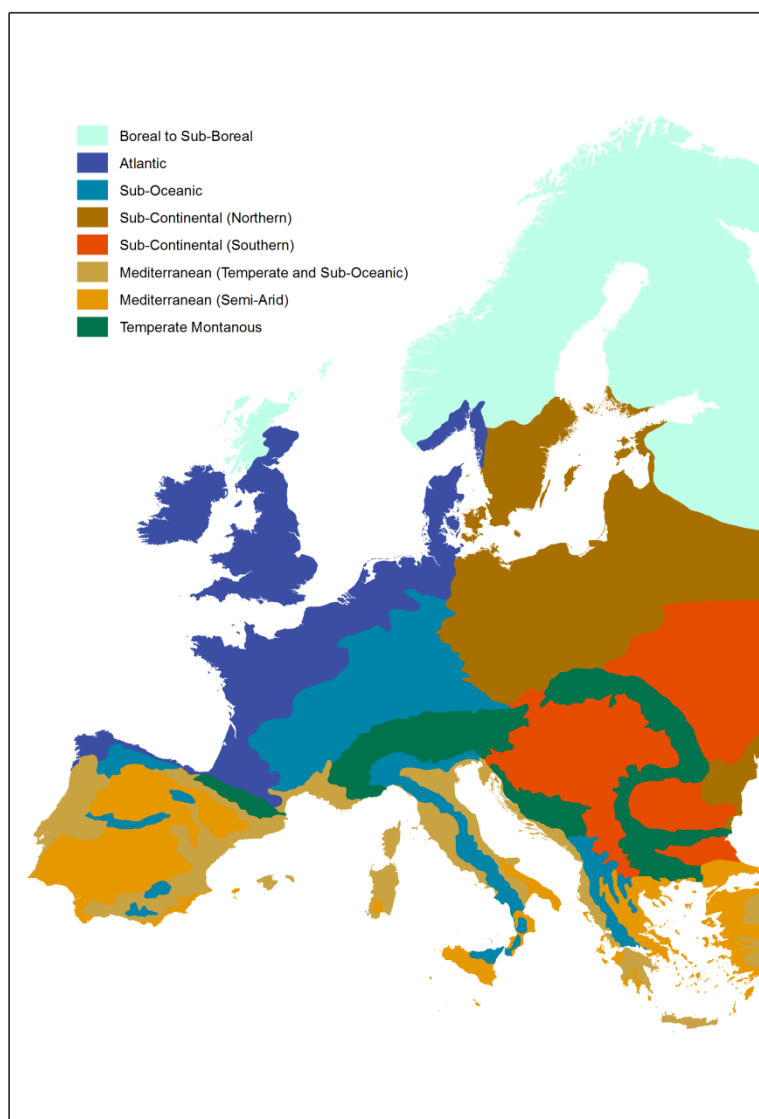 Boreal to Sub-Boreal
Atlantic
Sub-Oceanic
Sub-Continental (Northern)
Sub-Continental (Southern)
Mediterranean (Temperate and Sub-Oceanic)
Mediterranean (Semi-Arid)
Temperate Montanous